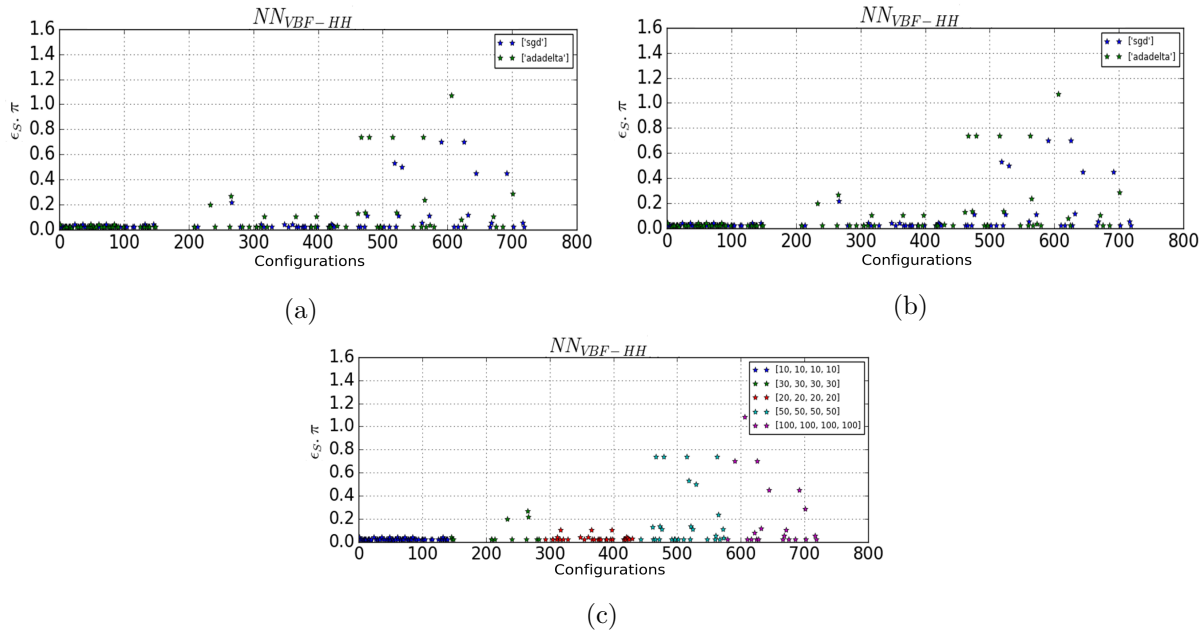 NN_{VBF-HH}
1.6
1.4
1.2
1.0
0.8
0.6
0.4
0.2
0.0
ϵ_S. π
['sgd']
['adadelta']
0 100 200 300 400 500 600 700 800
Configurations
(a)
NN_{VBF-HH}
1.6
1.4
1.2
1.0
0.8
0.6
0.4
0.2
0.0
ϵ_S. π
['sgd']
['adadelta']
0 100 200 300 400 500 600 700 800
Configurations
(b)
NN_{VBF-HH}
1.6
1.4
1.2
1.0
0.8
0.6
0.4
0.2
0.0
ϵ_S. π
[10, 10, 10, 10]
[30, 30, 30, 30]
[20, 20, 20, 20]
[50, 50, 50, 50]
[100, 100, 100, 100]
0 100 200 300 400 500 600 700 800
Configurations
(c)